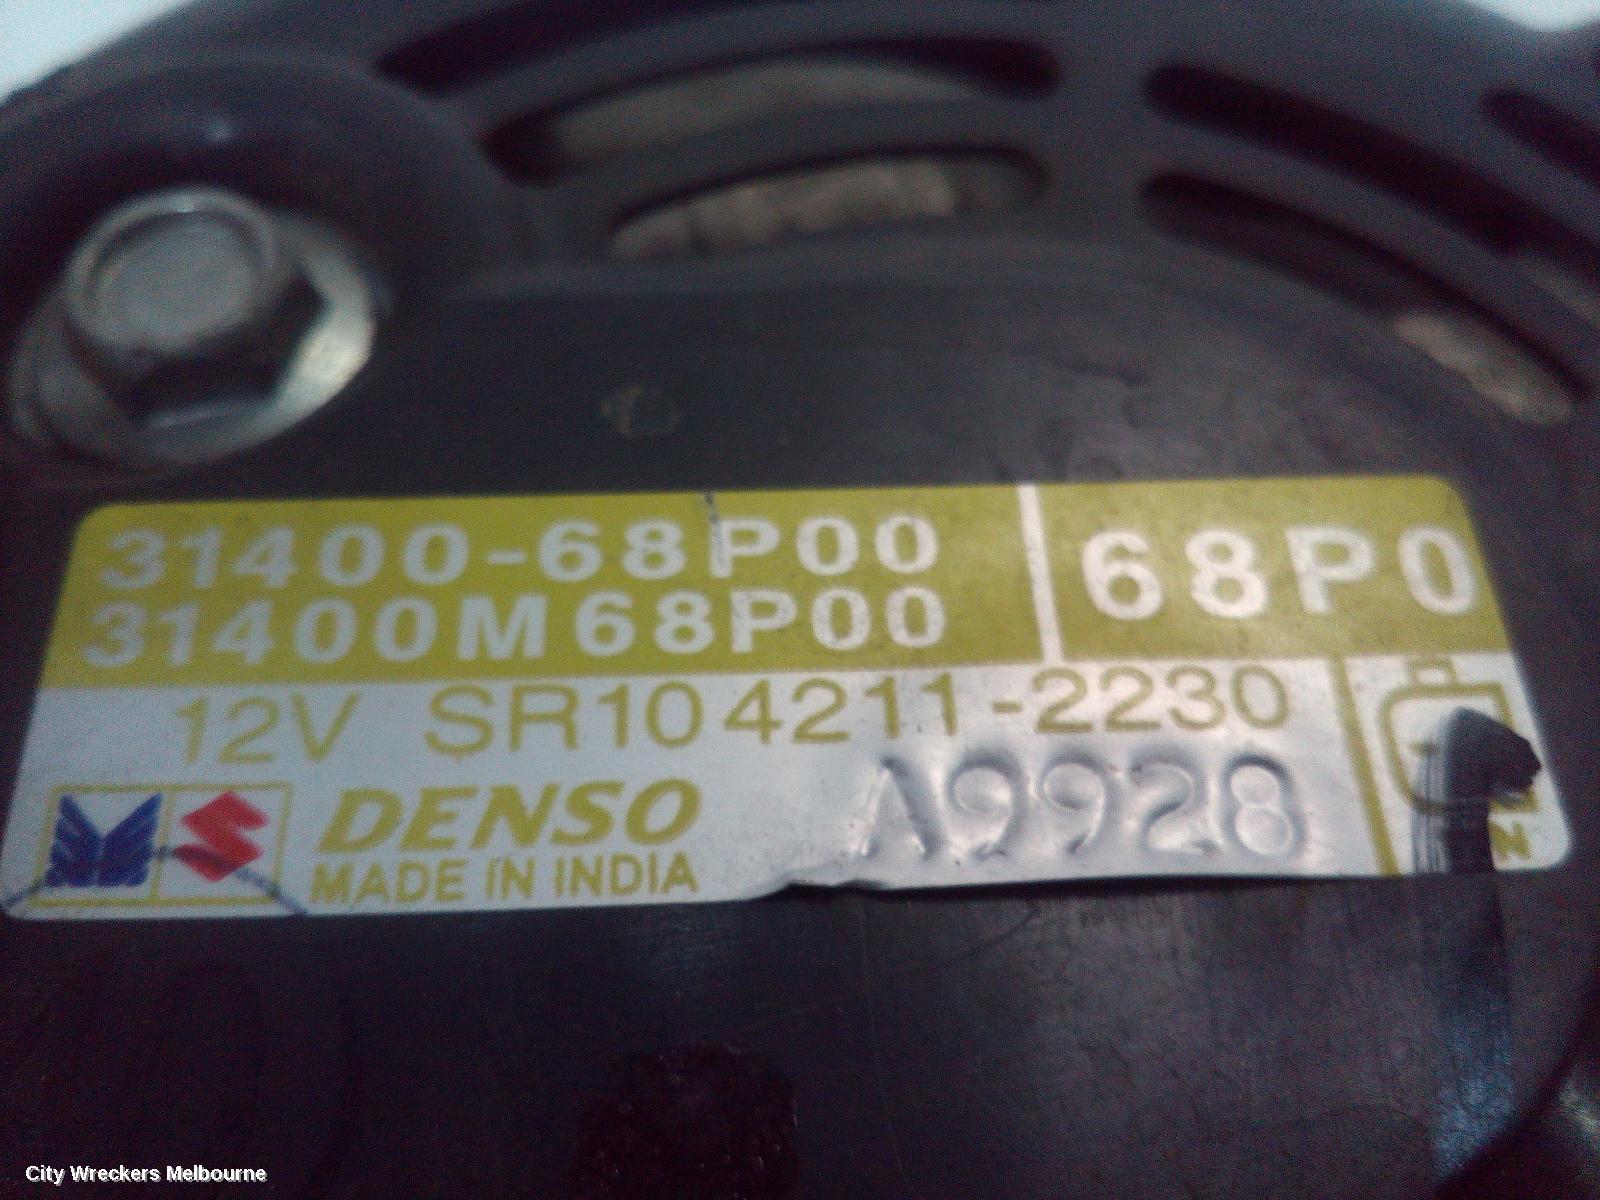 31400-68P00
31400M68P00
68P0
12V SR10 4211-2230
DENSO
MADE IN INDIA
A9928
N
City Wreckers Melbourne